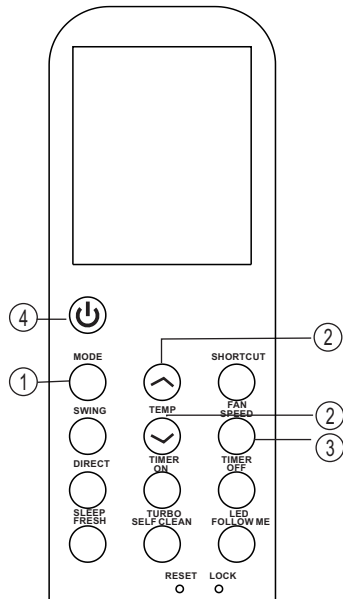 4
2
MODE
SHORTCUT
1
SWING
TEMP
FAN
SPEED
2
3
DIRECT
TIMER
ON
TIMER
OFF
SLEEP
FRESH
TURBO
SELF CLEAN
LED
FOLLOW ME
RESET
LOCK